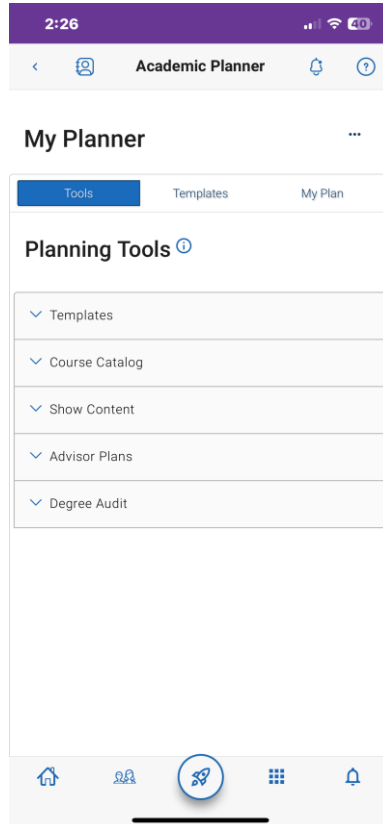 2:26
40
Academic Planner
My Planner
Tools Templates My Plan
Planning Tools
Templates
Course Catalog
Show Content
Advisor Plans
Degree Audit